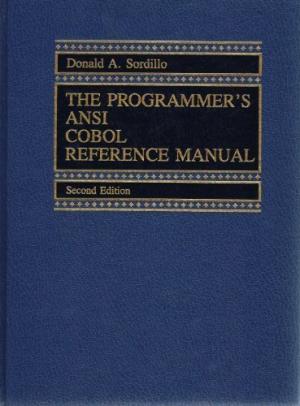 Donald A. Sordillo
THE PROGRAMMER'S
ANSI
COBOL
REFERENCE MANUAL
Second Edition